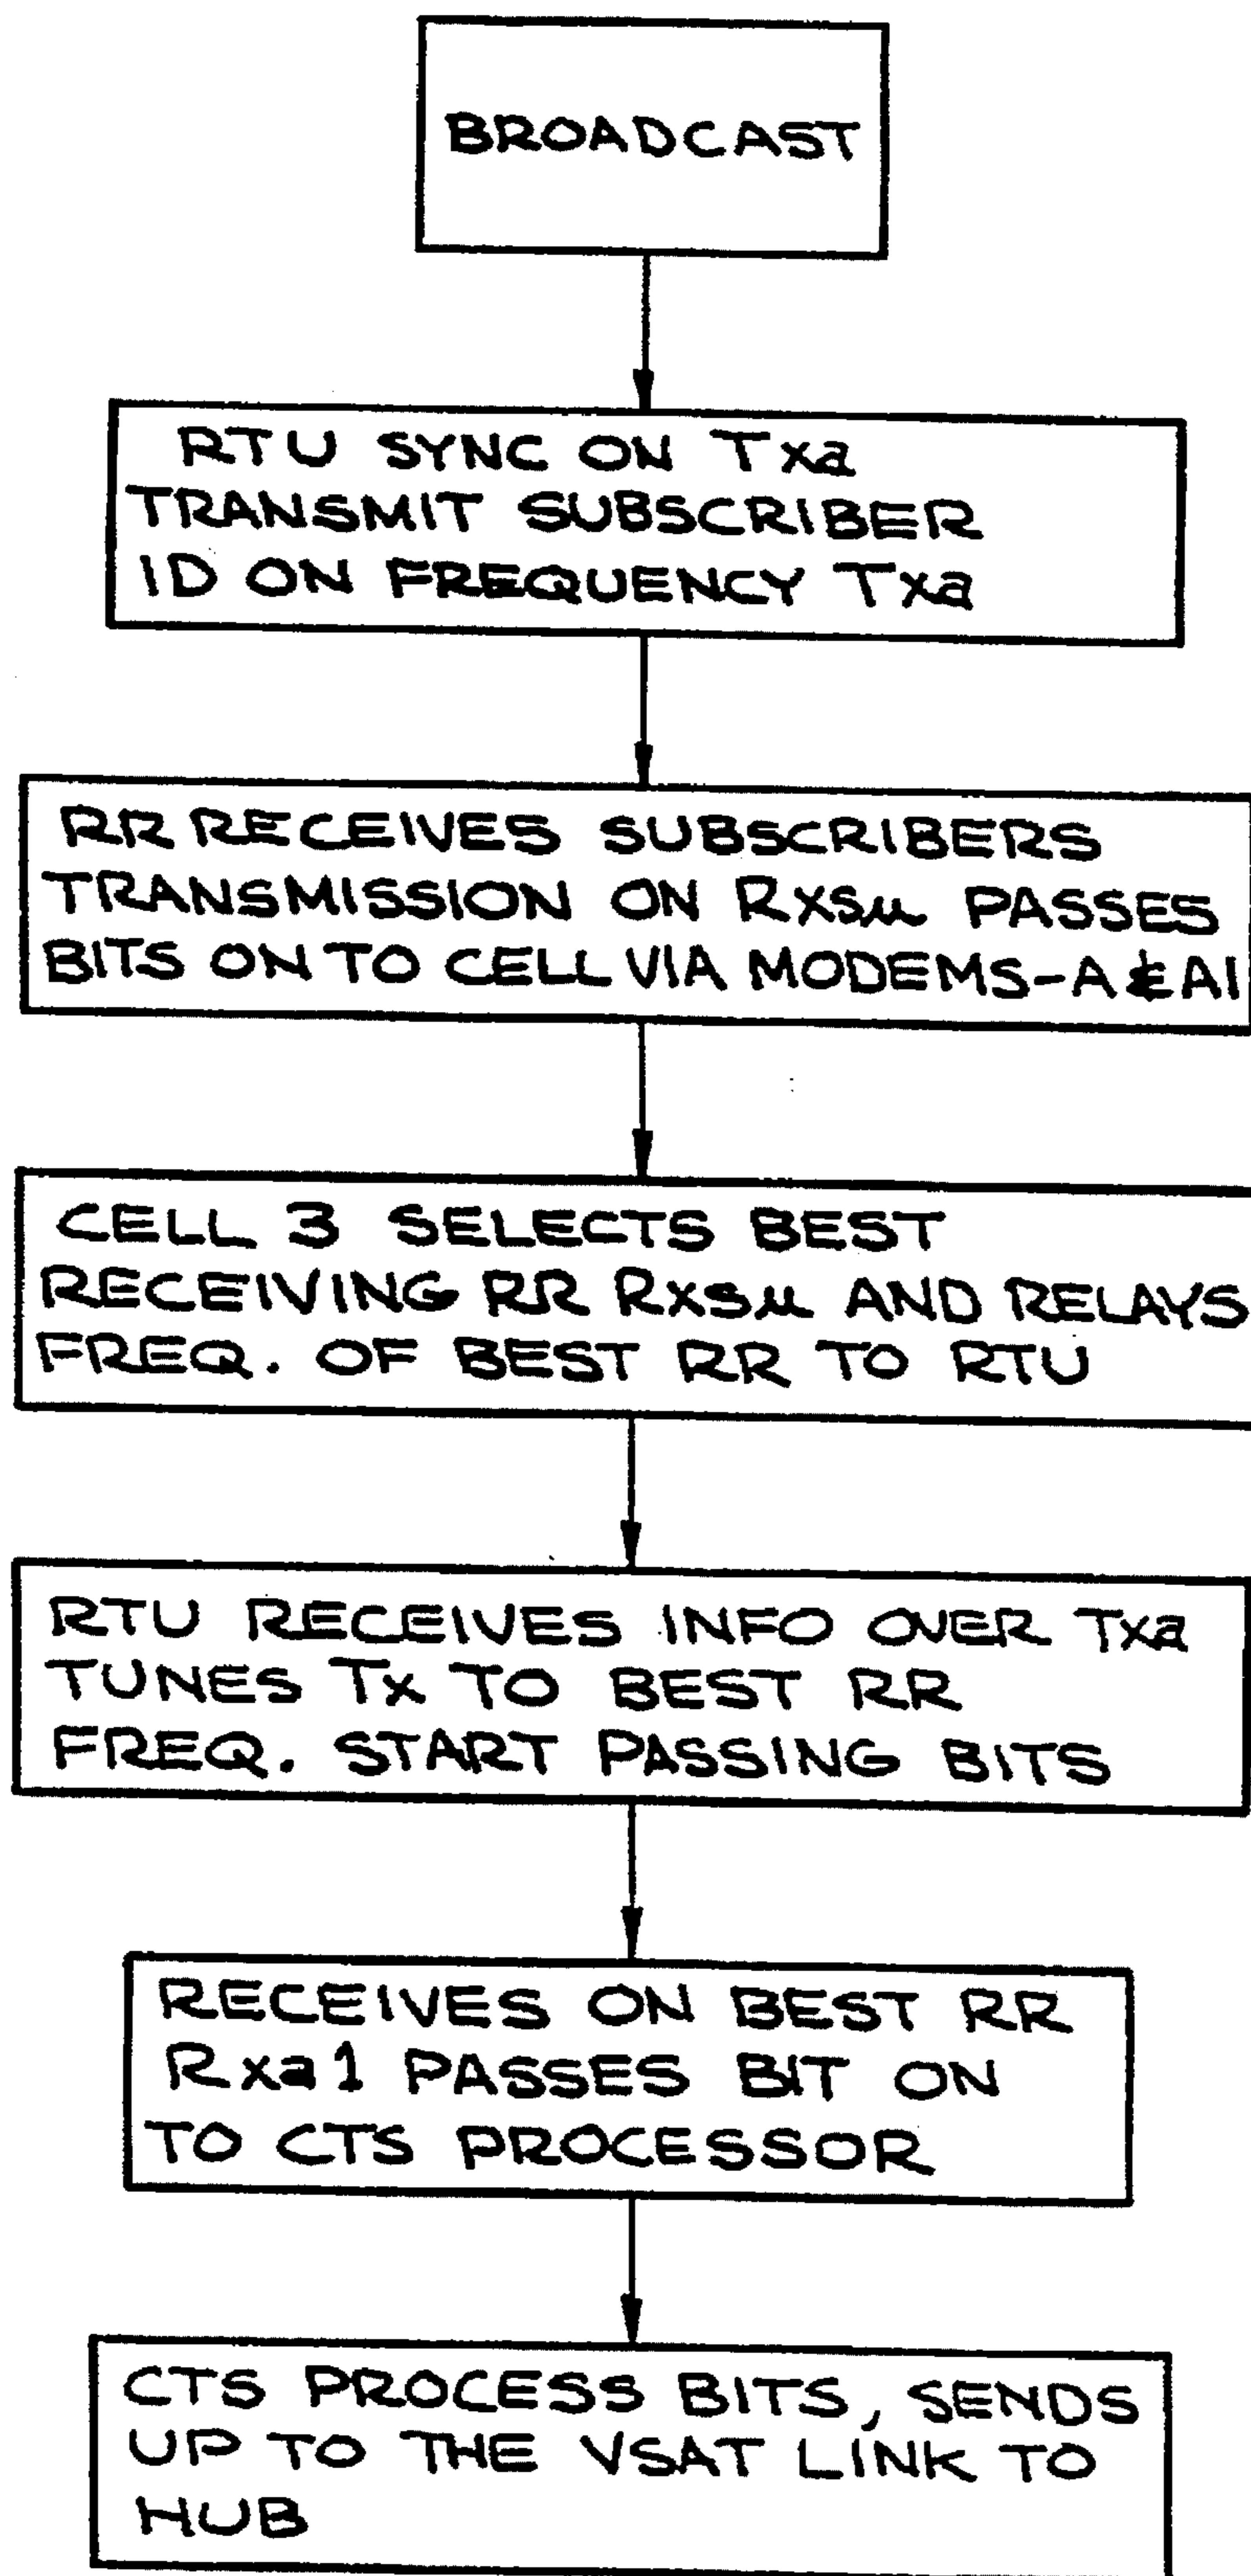 BROADCAST
RTU SYNC ON Txa
TRANSMIT SUBSCRIBER
ID ON FREQUENCY Txa
RR RECEIVES SUBSCRIBERS
TRANSMISSION ON RXSμ PASSES
BITS ON TO CELL VIA MODEMS-A & A1
CELL 3 SELECTS BEST
RECEIVING RR RXSμ AND RELAYS
FREQ. OF BEST RR TO RTU
RTU RECEIVES INFO OVER Txa
TUNES Tx TO BEST RR
FREQ. START PASSING BITS
RECEIVES ON BEST RR
Rxa1 PASSES BIT ON
TO CTS PROCESSOR
CTS PROCESS BITS, SENDS
UP TO THE VSAT LINK TO
HUB